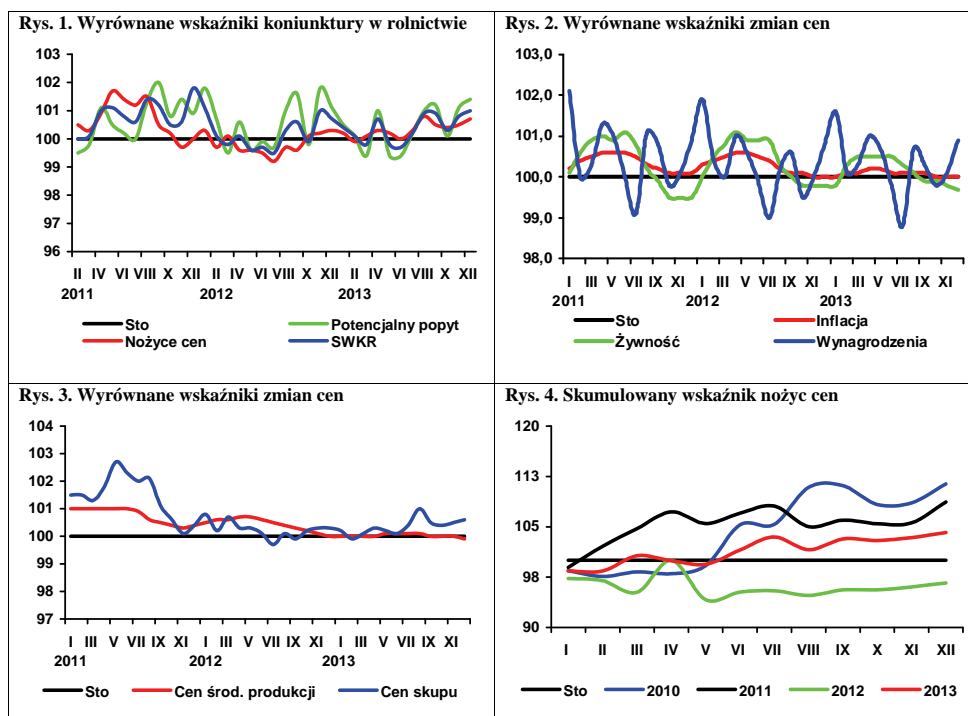 Rys. 1. Wyrównane wskaźniki koniunktury w rolnictwie
103
102
101
100
99
98
97
96
II IV VI VIII X XII II IV VI VIII X XII II IV VI VIII X XII
2011 2012 2013
Sto Potencjalny popyt
Nożyce cen SWKR
Rys. 2. Wyrównane wskaźniki zmian cen
103,0
102,0
101,0
100,0
99,0
98,0
I III V VII IX XI I III V VII IX XI I III V VII IX XI
2011 2012 2013
Sto Inflacja
Żywność Wynagrodzenia
Rys. 3. Wyrównane wskaźniki zmian cen
104
103
102
101
100
99
98
97
I III V VII IX XI I III V VII IX XI I III V VII IX XI
2011 2012 2013
Sto Cen środ. produkcji Cen skupu
Rys. 4. Skumulowany wskaźnik nożyc cen
120
113
105
98
90
I II III IV V VI VII VIII IX X XI XII
Sto 2010 2011 2012 2013